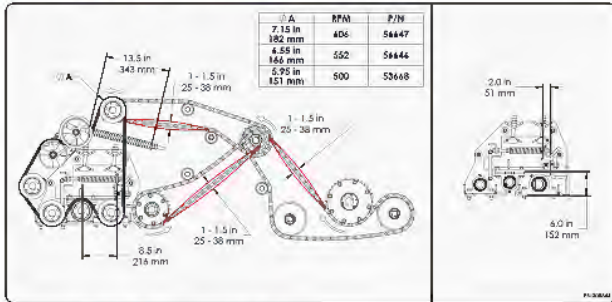 Ø A RPM P/N
7.15 in
182 mm 606 56647
6.55 in
166 mm 552 56646
5.95 in
151 mm 500 53668
13.5 in
343 mm
Ø A
1 - 1.5 in
25 - 38 mm
1 - 1.5 in
25 - 38 mm
1 - 1.5 in
25 - 38 mm
8.5 in
216 mm
2.0 in
51 mm
6.0 in
152 mm